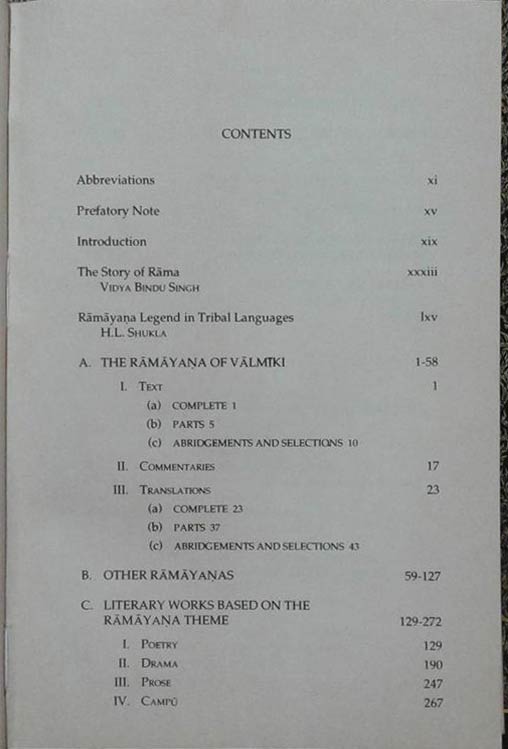 CONTENTS
Abbreviations xi
Prefatory Note xv
Introduction xix
The Story of Rāma xxxiii
VIDYA BINDU SINGH
Rāmāyaṇa Legend in Tribal Languages lxv
H.L. SHUKLA
A. THE RĀMĀYAṆA OF VĀLMĪKI 1-58
I. TEXT 1
(a) COMPLETE 1
(b) PARTS 5
(c) ABRIDGEMENTS AND SELECTIONS 10
II. COMMENTARIES 17
III. TRANSLATIONS 23
(a) COMPLETE 23
(b) PARTS 37
(c) ABRIDGEMENTS AND SELECTIONS 43
B. OTHER RĀMĀYAṆAS 59-127
C. LITERARY WORKS BASED ON THE
RĀMĀYAṆA THEME 129-272
I. POETRY 129
II. DRAMA 190
III. PROSE 247
IV. CAMPŪ 267